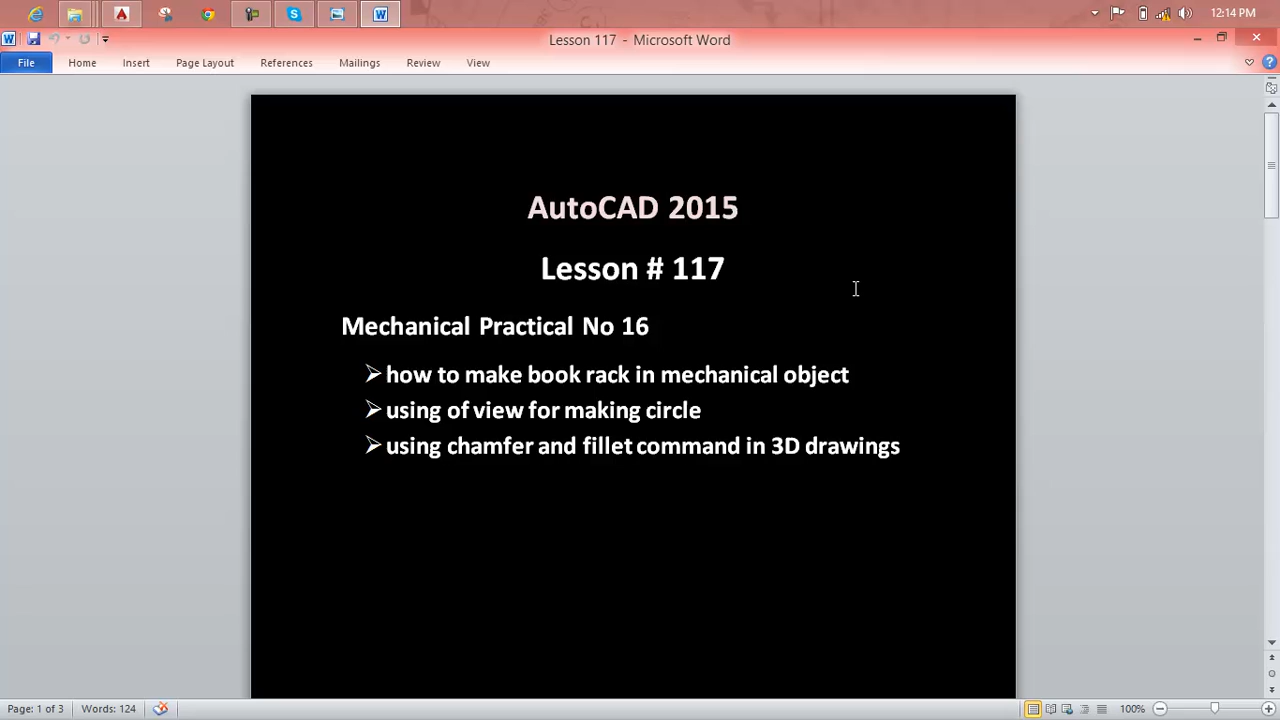 12:14 PM
Lesson 117 - Microsoft Word
File Home Insert Page Layout References Mailings Review View
AutoCAD 2015
Lesson # 117
Mechanical Practical No 16
➢ how to make book rack in mechanical object
➢ using of view for making circle
➢ using chamfer and fillet command in 3D drawings
Page: 1 of 3 Words: 124 100%